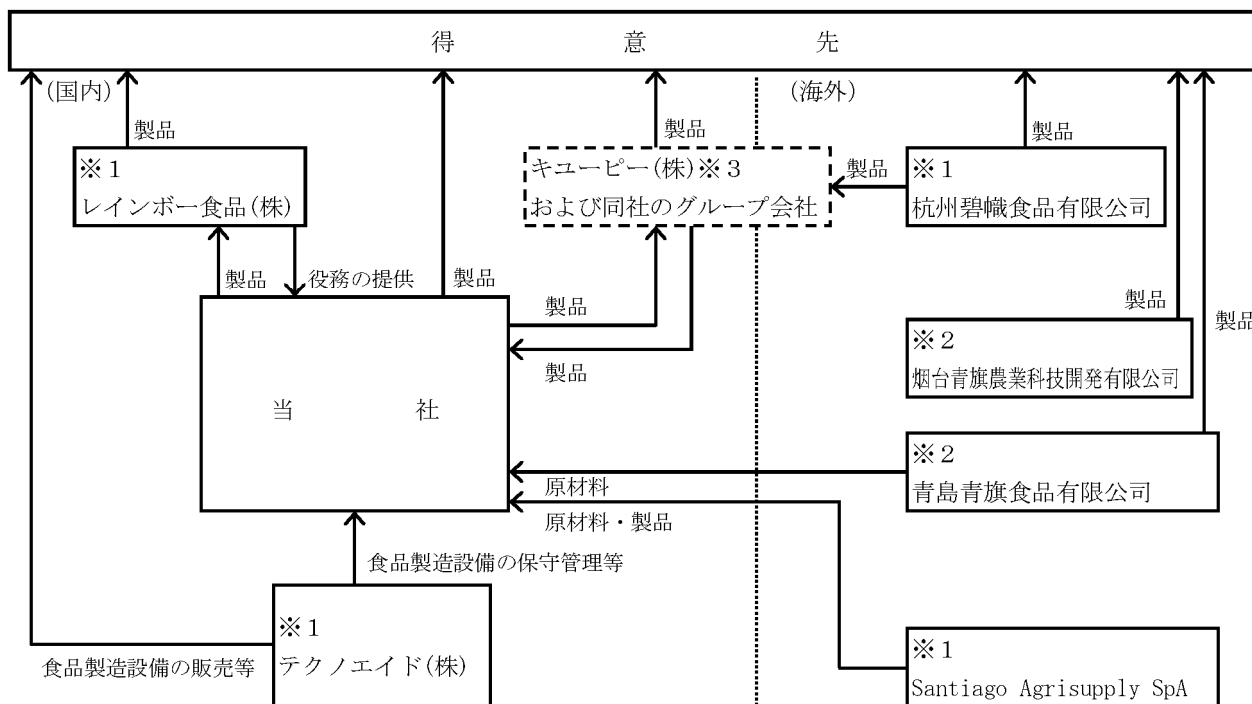 得意先
(国内)
(海外)
製品
製品
※1
レインボー食品(株)
キユーピー(株)※3
および同社のグループ会社
製品
※1
杭州碧幟食品有限公司
製品
役務の提供
製品
製品
製品
製品
製品
※2
烟台青旗農業科技開発有限公司
当社
※2
青島青旗食品有限公司
原材料
原材料・製品
食品製造設備の保守管理等
※1
テクノエイド(株)
食品製造設備の販売等
※1
Santiago Agrisupply SpA